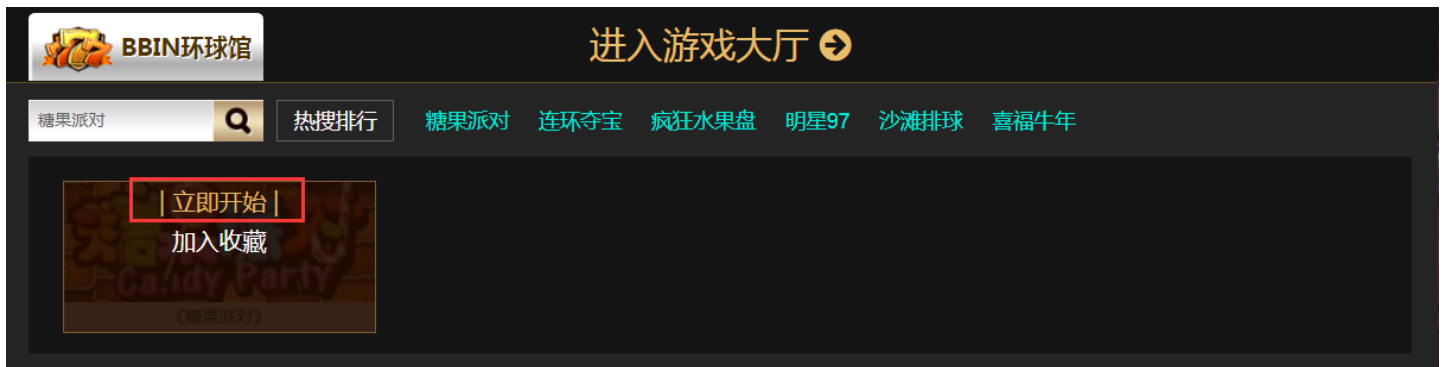 BBIN环球馆
进入游戏大厅
糖果派对
热搜排行 糖果派对 连环夺宝 疯狂水果盘 明星97 沙滩排球 喜福牛年
| 立即开始 |
加入收藏
Candy Party
《糖果派对》